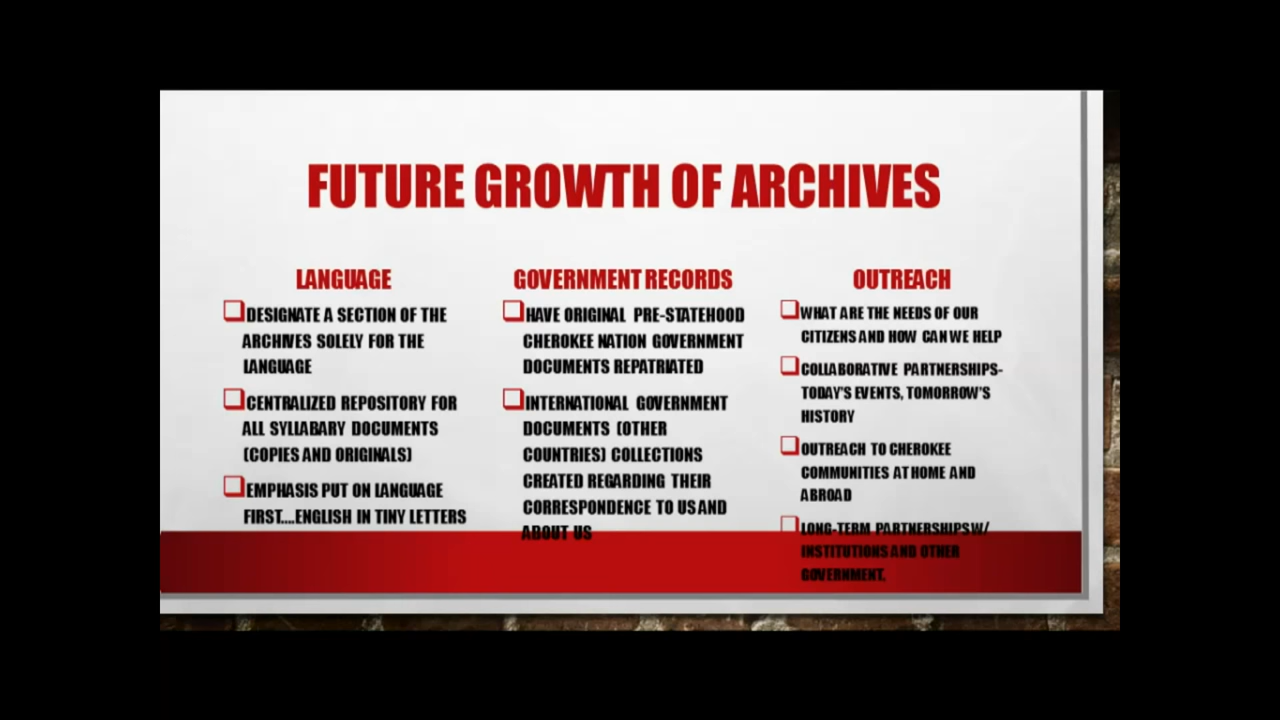 FUTURE GROWTH OF ARCHIVES
LANGUAGE
DESIGNATE A SECTION OF THE
ARCHIVES SOLELY FOR THE
LANGUAGE
CENTRALIZED REPOSITORY FOR
ALL SYLLABARY DOCUMENTS
(COPIES AND ORIGINALS)
EMPHASIS PUT ON LANGUAGE
FIRST....ENGLISH IN TINY LETTERS
GOVERNMENT RECORDS
HAVE ORIGINAL PRE-STATEHOOD
CHEROKEE NATION GOVERNMENT
DOCUMENTS REPATRIATED
INTERNATIONAL GOVERNMENT
DOCUMENTS (OTHER
COUNTRIES) COLLECTIONS
CREATED REGARDING THEIR
CORRESPONDENCE TO US AND
ABOUT US
OUTREACH
WHAT ARE THE NEEDS OF OUR
CITIZENS AND HOW CAN WE HELP
COLLABORATIVE PARTNERSHIPS-
TODAY'S EVENTS, TOMORROW'S
HISTORY
OUTREACH TO CHEROKEE
COMMUNITIES AT HOME AND
ABROAD
LONG-TERM PARTNERSHIPS W/
INSTITUTIONS AND OTHER
GOVERNMENT.